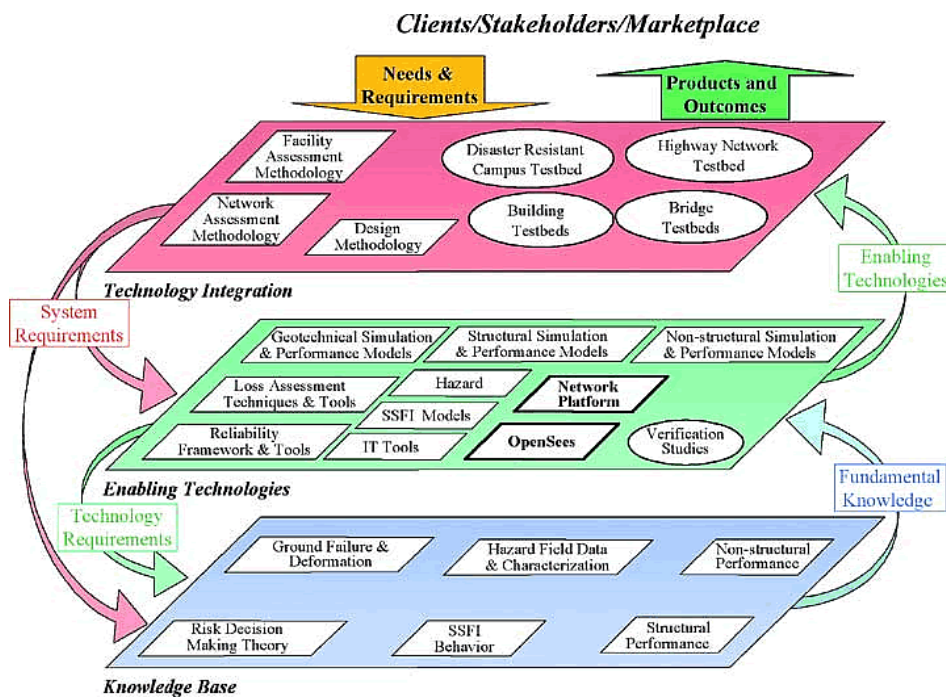 Clients/Stakeholders/Marketplace
Needs &
Requirements
Products and
Outcomes
Facility
Assessment
Methodology
Disaster Resistant
Campus Testbed
Highway Network
Testbed
Network
Assessment
Methodology
Design
Methodology
Building
Testbeds
Bridge
Testbeds
Technology Integration
Enabling
Technologies
System
Requirements
Geotechnical Simulation
& Performance Models
Structural Simulation
& Performance Models
Non-structural Simulation
& Performance Models
Loss Assessment
Techniques & Tools
Hazard
Network
Platform
SSFI Models
Reliability
Framework & Tools
IT Tools
OpenSees
Verification
Studies
Enabling Technologies
Fundamental
Knowledge
Technology
Requirements
Ground Failure &
Deformation
Hazard Field Data
& Characterization
Non-structural
Performance
Risk Decision
Making Theory
SSFI
Behavior
Structural
Performance
Knowledge Base